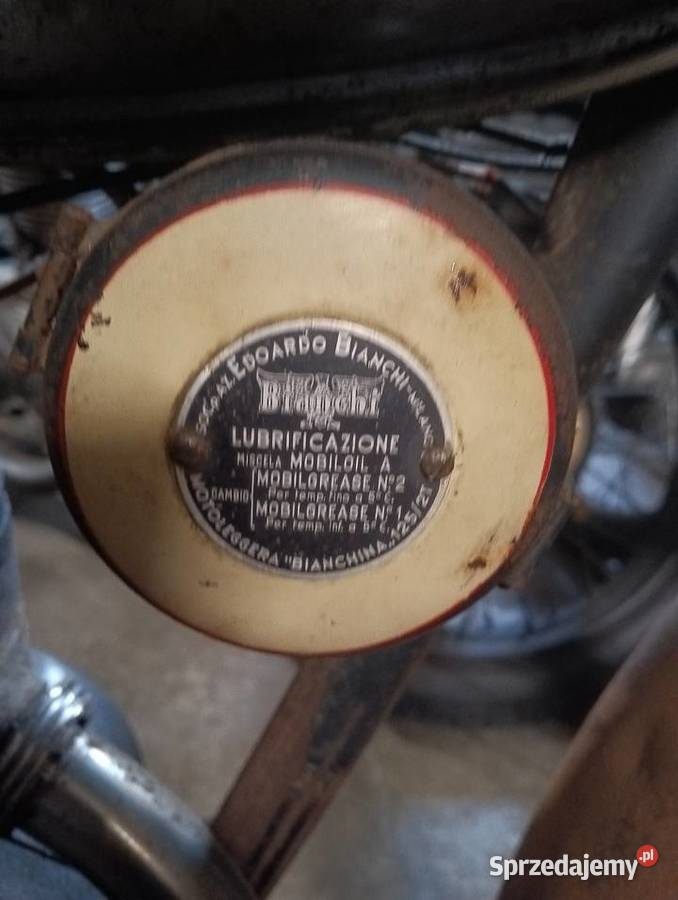 SOC. P. AZ. EDOARDO BIANCHI - MILANO
Bianchi
LUBRIFICAZIONE
MISCELA MOBILOIL A
CAMBIO
MOBILGREASE N°2
Per temp. fino a 5°C.
MOBILGREASE N°1
Per temp. inf. a 5°C.
MOTOLEGGERA "BIANCHINA" 125/2T
Sprzedajemy.pl